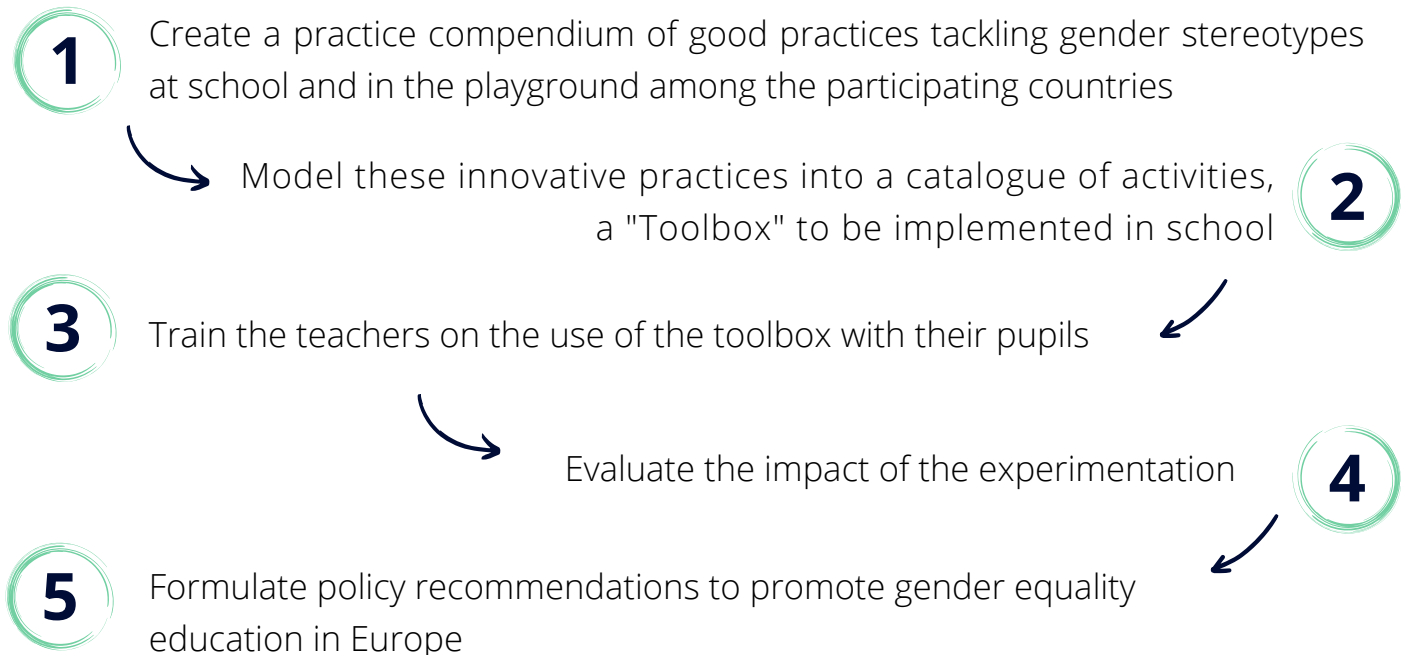 1
Create a practice compendium of good practices tackling gender stereotypes
at school and in the playground among the participating countries
Model these innovative practices into a catalogue of activities,
a "Toolbox" to be implemented in school
2
3
Train the teachers on the use of the toolbox with their pupils
Evaluate the impact of the experimentation
4
5
Formulate policy recommendations to promote gender equality
education in Europe